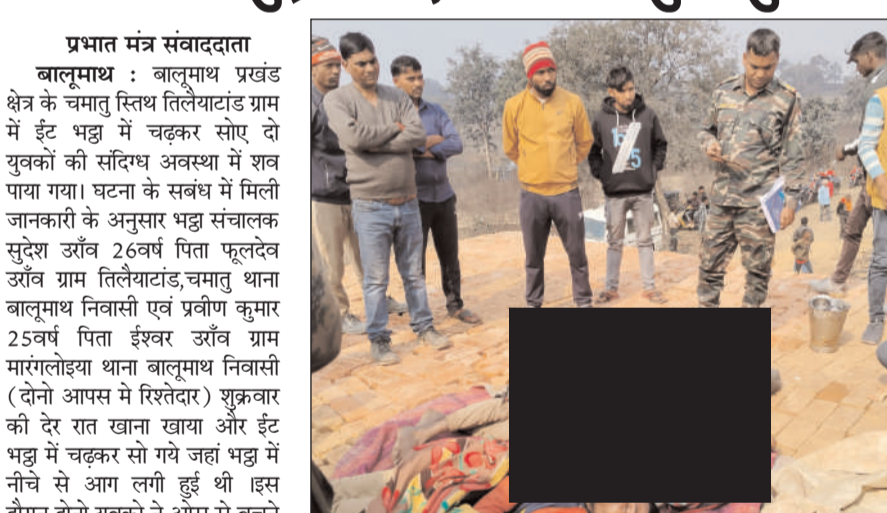 प्रभात मंत्र संवाददाता
बालूमाथ : बालूमाथ प्रखंड
क्षेत्र के चमातु स्तिथ तिलैयाटांड ग्राम
में ईंट भट्ठा में चढ़कर सोए दो
युवकों की संदिग्ध अवस्था में शव
पाया गया। घटना के सबंध में मिली
जानकारी के अनुसार भट्ठा संचालक
सुदेश उराँव 26वर्ष पिता फूलदेव
उराँव ग्राम तिलैयाटांड,चमातु थाना
बालूमाथ निवासी एवं प्रवीण कुमार
25वर्ष पिता ईश्वर उराँव ग्राम
मारंगलोइया थाना बालूमाथ निवासी
(दोनो आपस मे रिश्तेदार) शुक्रवार
की देर रात खाना खाया और ईंट
भट्ठा में चढ़कर सो गये जहां भट्ठा में
नीचे से आग लगी हुई थी ।इस